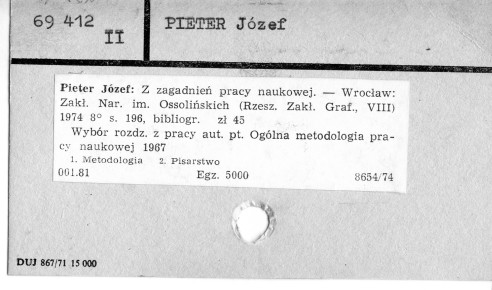 69 412
II
PIETER Józef
Pieter Józef: Z zagadnień pracy naukowej. — Wrocław:
Zakł. Nar. im. Ossolińskich (Rzesz. Zakł. Graf., VIII)
1974 8° s. 196, bibliogr. zł 45
Wybór rozdz. z pracy aut. pt. Ogólna metodologia pra-
cy naukowej 1967
1. Metodologia 2. Pisarstwo
001.81 Egz. 5000 8654/74
DUJ 867/71 15 000